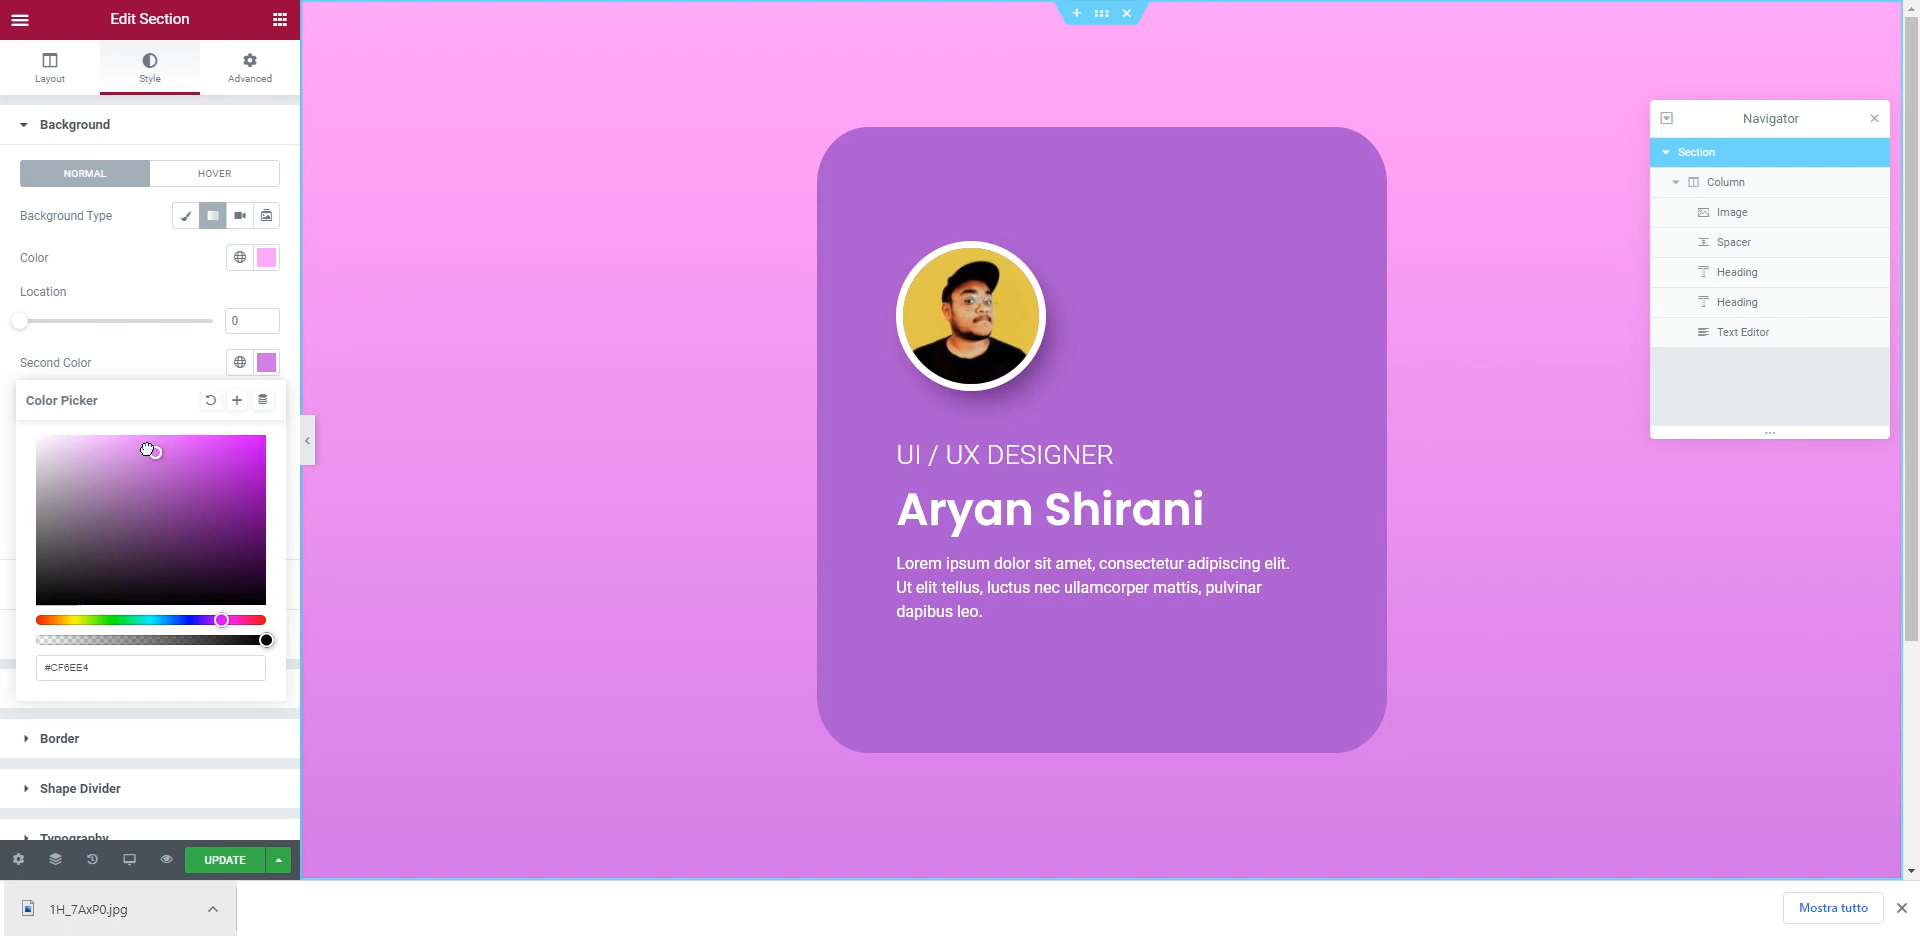 Edit Section
Layout
Style
Advanced
Background
NORMAL
HOVER
Background Type
Color
Location
0
Second Color
Color Picker
#CF6EE4
Border
Shape Divider
Typography
UPDATE
UI / UX DESIGNER
Aryan Shirani
Lorem ipsum dolor sit amet, consectetur adipiscing elit.
Ut elit tellus, luctus nec ullamcorper mattis, pulvinar
dapibus leo.
Navigator
Section
Column
Image
Spacer
Heading
Heading
Text Editor
1H_7AxP0.jpg
Mostra tutto